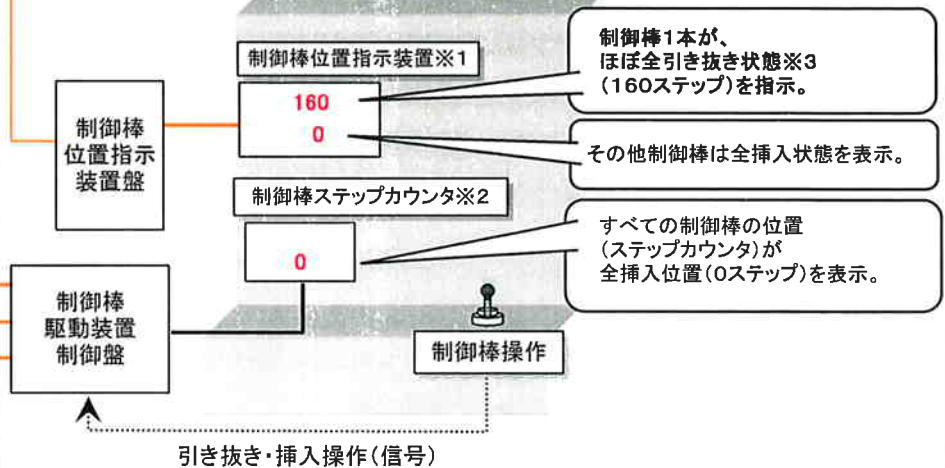 制御棒位置指示装置※1
160
0
制御棒1本が、
ほぼ全引き抜き状態※3
(160ステップ)を指示。
制御棒
位置指示
装置盤
その他制御棒は全挿入状態を表示。
制御棒ステップカウンタ※2
0
すべての制御棒の位置
(ステップカウンタ)が
全挿入位置(0ステップ)を表示。
制御棒
駆動装置
制御盤
制御棒操作
引き抜き・挿入操作(信号)